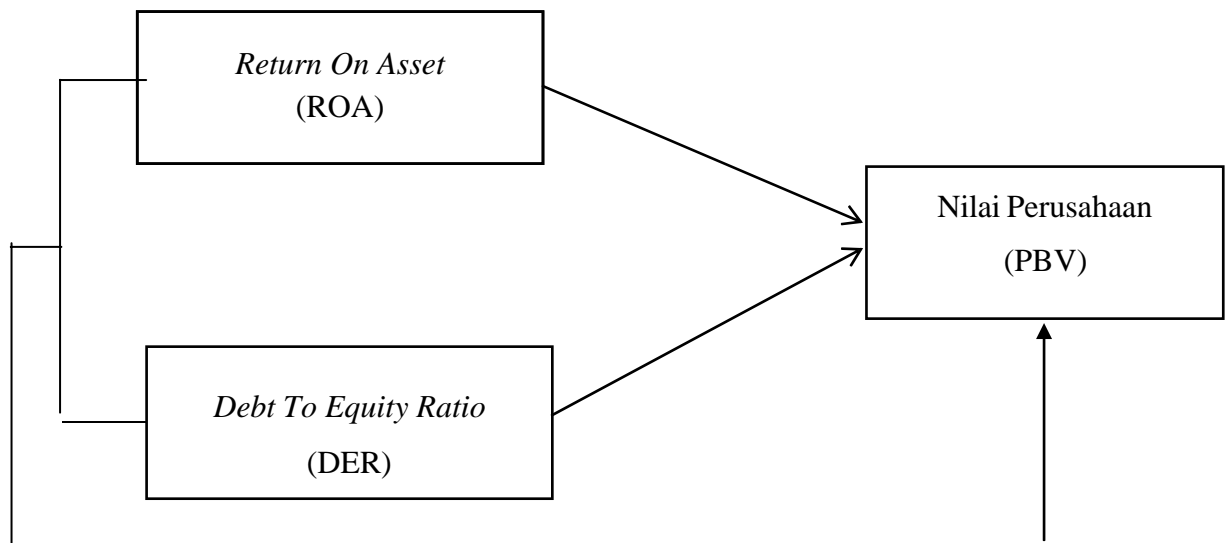 Return On Asset
(ROA)
Nilai Perusahaan
(PBV)
Debt To Equity Ratio
(DER)